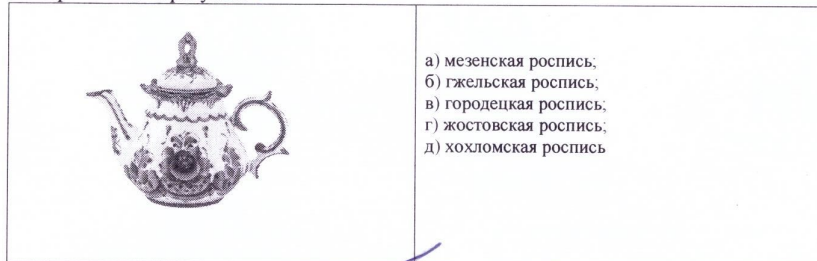 а) мезенская роспись;
б) гжельская роспись;
в) городецкая роспись;
г) жостовская роспись;
д) хохломская роспись